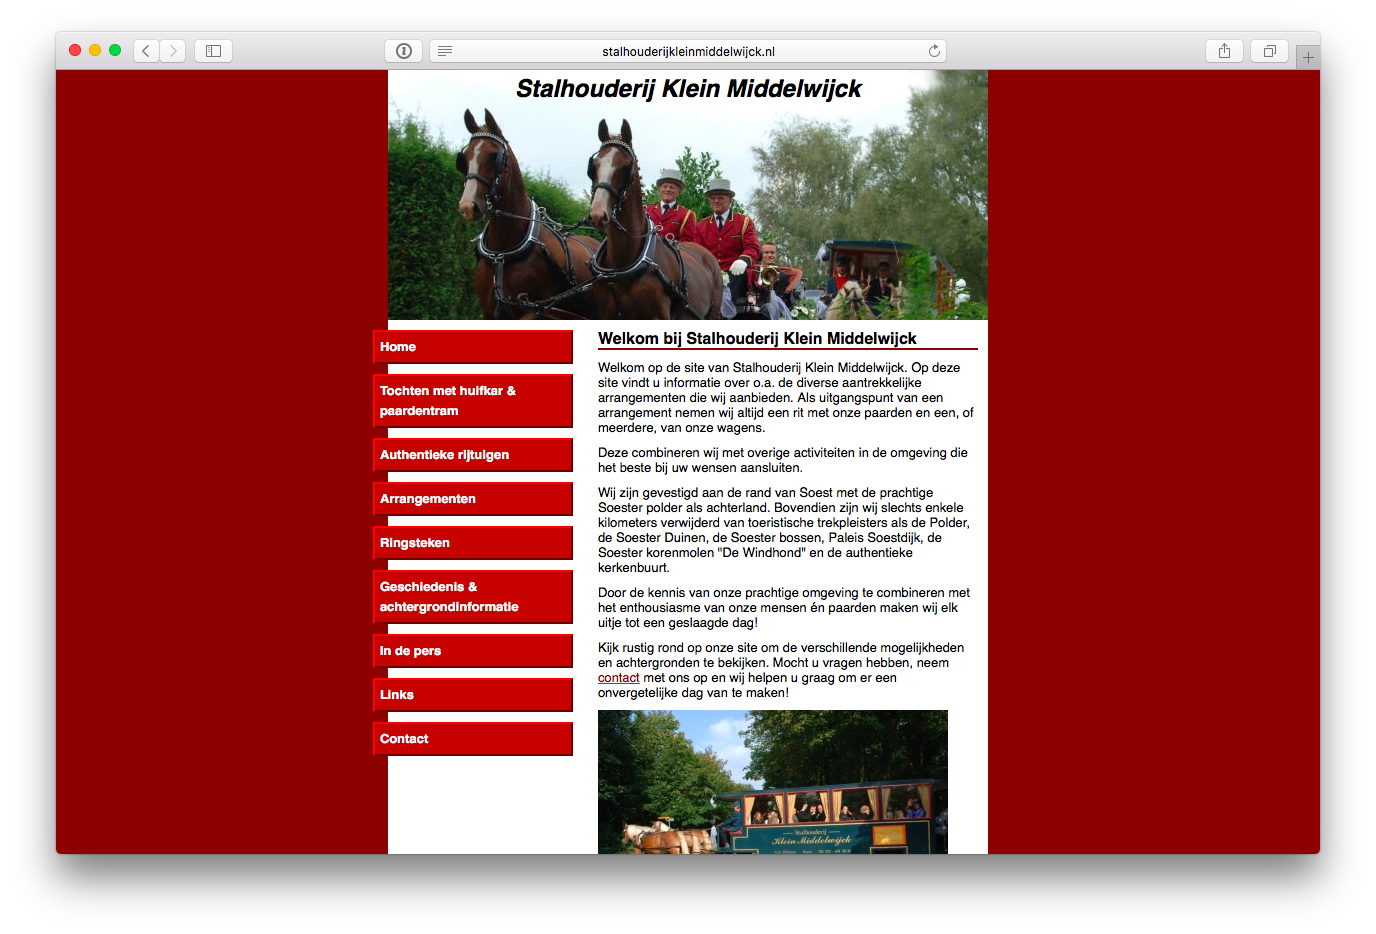 stalhouderijkleinmiddelwijck.nl
Stalhouderij Klein Middelwijck
Home
Tochten met huifkar &
paardentram
Authentieke rijtuigen
Arrangementen
Ringsteken
Geschiedenis &
achtergrondinformatie
In de pers
Links
Contact
Welkom bij Stalhouderij Klein Middelwijck
Welkom op de site van Stalhouderij Klein Middelwijck. Op deze
site vindt u informatie over o.a. de diverse aantrekkelijke
arrangementen die wij aanbieden. Als uitgangspunt van een
arrangement nemen wij altijd een rit met onze paarden en een, of
meerdere, van onze wagens.
Deze combineren wij met overige activiteiten in de omgeving die
het beste bij uw wensen aansluiten.
Wij zijn gevestigd aan de rand van Soest met de prachtige
Soester polder als achterland. Bovendien zijn wij slechts enkele
kilometers verwijderd van toeristische trekpleisters als de Polder,
de Soester Duinen, de Soester bossen, Paleis Soestdijk, de
Soester korenmolen "De Windhond" en de authentieke
kerkenbuurt.
Door de kennis van onze prachtige omgeving te combineren met
het enthousiasme van onze mensen én paarden maken wij elk
uitje tot een geslaagde dag!
Kijk rustig rond op onze site om de verschillende mogelijkheden
en achtergronden te bekijken. Mocht u vragen hebben, neem
contact met ons op en wij helpen u graag om er een
onvergetelijke dag van te maken!
Stalhouderij
Klein Middelwijck